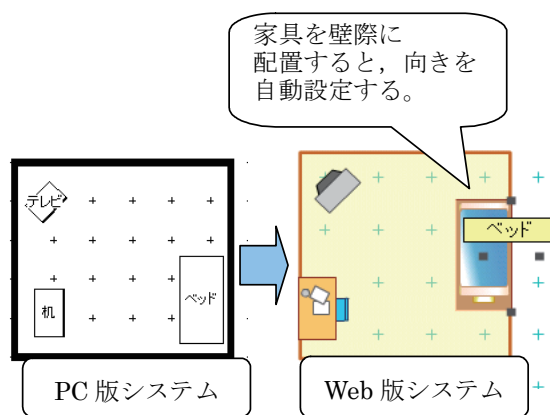 家具を壁際に
配置すると，向きを
自動設定する。
テレビ
机
ベッド
ベッド
PC 版システム
Web 版システム